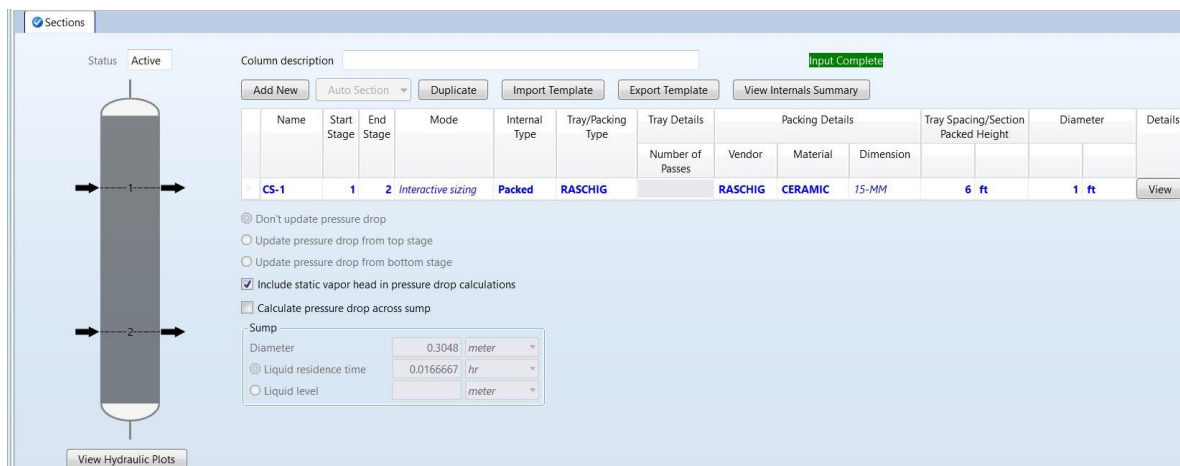 Sections
Status Active Column description Input Complete
Add New Auto Section Duplicate Import Template Export Template View Internals Summary
Name Start Stage End Stage Mode Internal Type Tray/Packing Type Tray Details Packing Details Tray Spacing/Section Packed Height Diameter Details
Number of Passes Vendor Material Dimension
CS-1 1 2 Interactive sizing Packed RASCHIG RASCHIG CERAMIC 15-MM 6 ft 1 ft View
1
Don't update pressure drop
Update pressure drop from top stage
Update pressure drop from bottom stage
Include static vapor head in pressure drop calculations
Calculate pressure drop across sump
Sump
2
Diameter 0.3048 meter
Liquid residence time 0.0166667 hr
Liquid level meter
View Hydraulic Plots